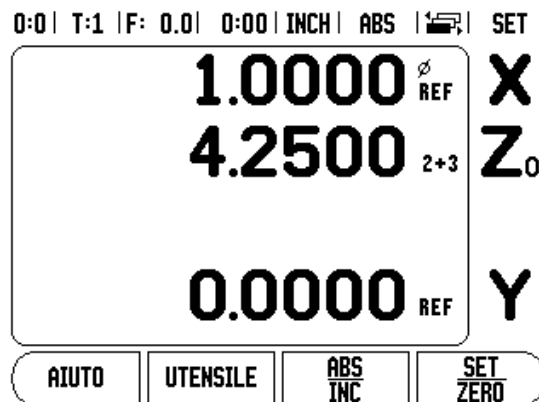 0:0 | T:1 | F: 0.0 | 0:00 | INCH | ABS | SET
1.0000 Ø REF X
4.2500 2+3 Z0
0.0000 REF Y
AIUTO UTENSILE ABS INC SET ZERO